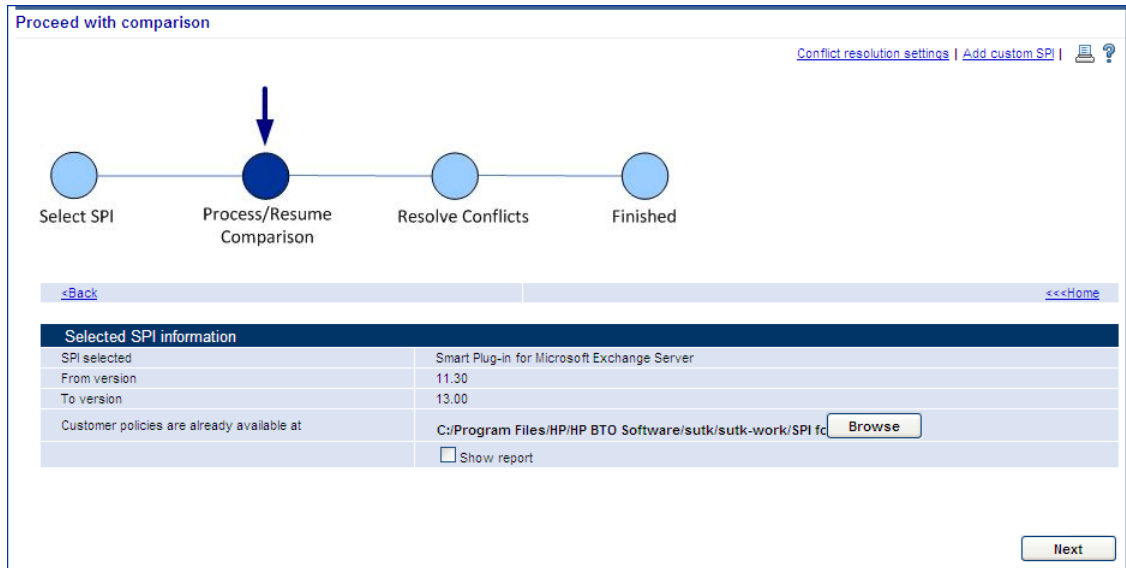 Proceed with comparison
Conflict resolution settings | Add custom SPI |
Select SPI
Process/Resume
Comparison
Resolve Conflicts
Finished
<Back
<<<Home
Selected SPI information
SPI selected
Smart Plug-in for Microsoft Exchange Server
From version
11.30
To version
13.00
Customer policies are already available at
C:/Program Files/HP/HP BTO Software/sutk/sutk-work/SPI fo
Browse
Show report
Next